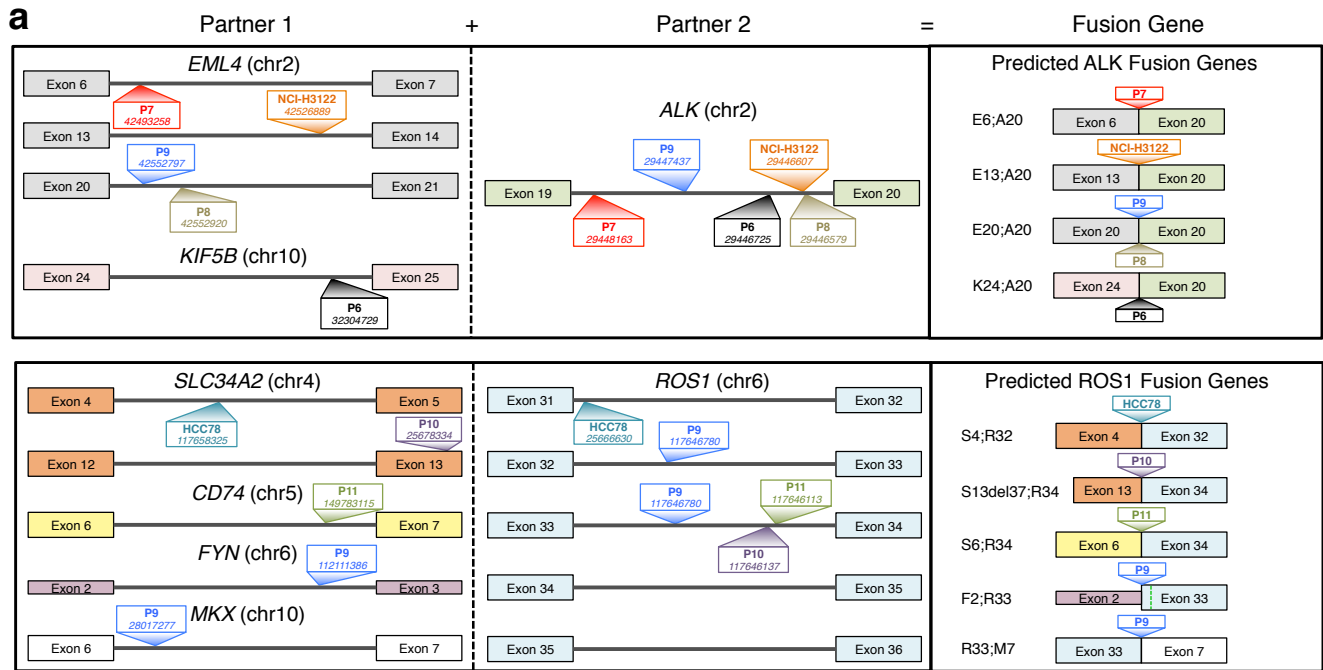 a
Partner 1 + Partner 2 = Fusion Gene
EML4 (chr2)
Exon 6 Exon 7
P7
42493258
NCI-H3122
42526889
Exon 13 Exon 14
P9
42552797
Exon 20 Exon 21
P8
42552920
KIF5B (chr10)
Exon 24 Exon 25
P6
32304729
ALK (chr2)
P9
29447437
NCI-H3122
29446607
Exon 19 Exon 20
P7
29448163
P6
29446725
P8
29446579
Predicted ALK Fusion Genes
P7
E6;A20 Exon 6 Exon 20
NCI-H3122
E13;A20 Exon 13 Exon 20
P9
E20;A20 Exon 20 Exon 20
P8
K24;A20 Exon 24 Exon 20
P6
SLC34A2 (chr4)
Exon 4 Exon 5
HCC78
117658325
P10
25678334
Exon 12 Exon 13
CD74 (chr5)
P11
149783115
Exon 6 Exon 7
FYN (chr6)
P9
112111386
Exon 2 Exon 3
MKX (chr10)
P9
28017277
Exon 6 Exon 7
ROS1 (chr6)
Exon 31 Exon 32
HCC78
25666630
P9
117646780
Exon 32 Exon 33
P9
117646780
P11
117646113
Exon 33 Exon 34
P10
117646137
Exon 34 Exon 35
Exon 35 Exon 36
Predicted ROS1 Fusion Genes
HCC78
S4;R32 Exon 4 Exon 32
P10
S13del37;R34 Exon 13 Exon 34
P11
S6;R34 Exon 6 Exon 34
P9
F2;R33 Exon 2 Exon 33
P9
R33;M7 Exon 33 Exon 7